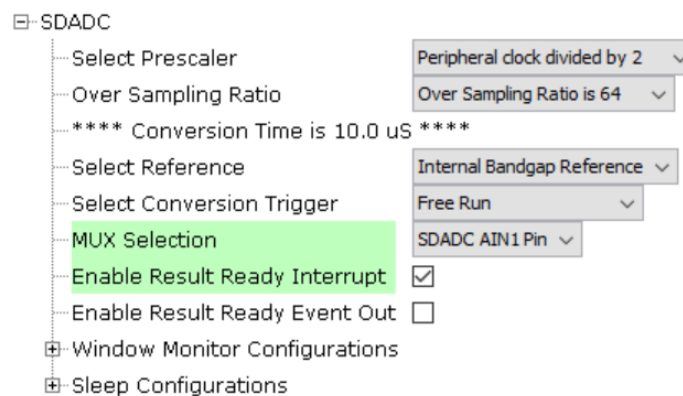 SDADC
Select Prescaler Peripheral clock divided by 2
Over Sampling Ratio Over Sampling Ratio is 64
**** Conversion Time is 10.0 uS ****
Select Reference Internal Bandgap Reference
Select Conversion Trigger Free Run
MUX Selection SDADC AIN1 Pin
Enable Result Ready Interrupt
Enable Result Ready Event Out
Window Monitor Configurations
Sleep Configurations